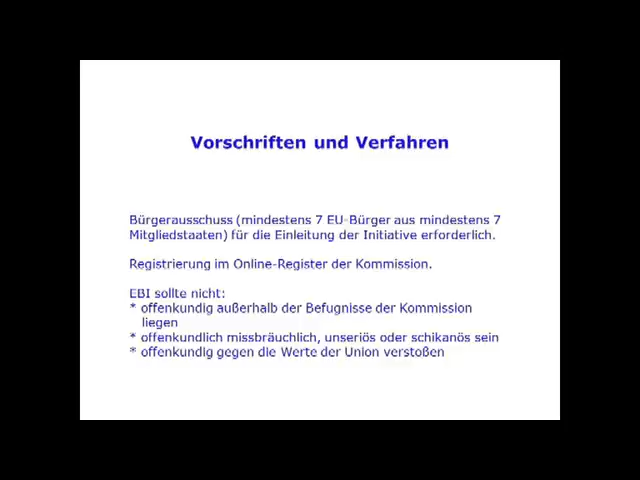 Vorschriften und Verfahren
Bürgerausschuss (mindestens 7 EU-Bürger aus mindestens 7
Mitgliedstaaten) für die Einleitung der Initiative erforderlich.
Registrierung im Online-Register der Kommission.
EBI sollte nicht:
* offenkundig außerhalb der Befugnisse der Kommission
liegen
* offenkundlich missbräuchlich, unseriös oder schikanös sein
* offenkundig gegen die Werte der Union verstoßen